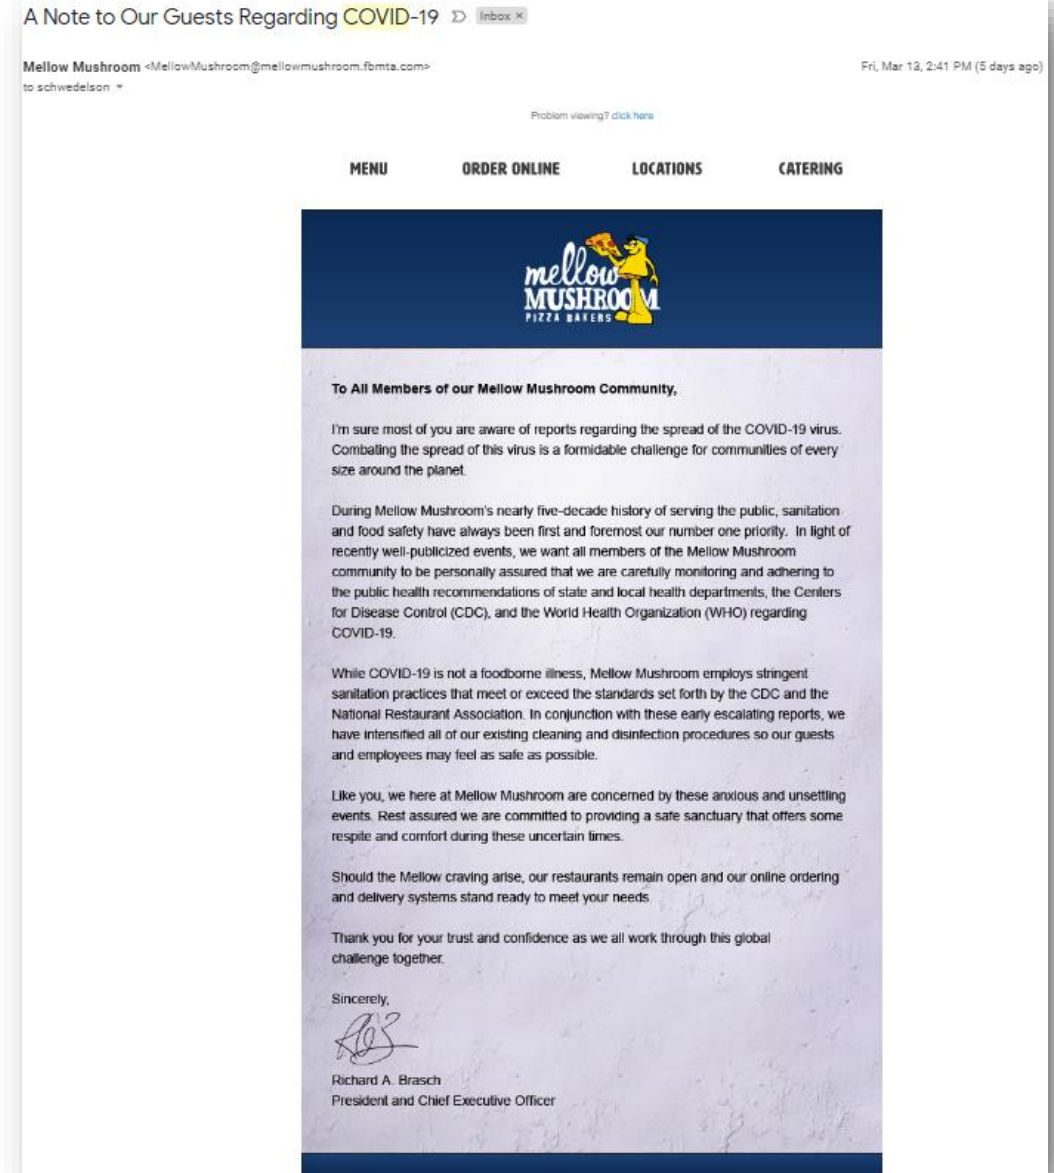 A Note to Our Guests Regarding COVID-19 Inbox ×
Mellow Mushroom <MellowMushroom@mellowmushroom.fbmta.com> Fri, Mar 13, 2:41 PM (5 days ago)
to schwedelson
Problem viewing? click here
MENU ORDER ONLINE LOCATIONS CATERING
mellow
MUSHROOM
PIZZA BAKERS
To All Members of our Mellow Mushroom Community,
I'm sure most of you are aware of reports regarding the spread of the COVID-19 virus.
Combating the spread of this virus is a formidable challenge for communities of every
size around the planet.
During Mellow Mushroom's nearly five-decade history of serving the public, sanitation
and food safety have always been first and foremost our number one priority. In light of
recently well-publicized events, we want all members of the Mellow Mushroom
community to be personally assured that we are carefully monitoring and adhering to
the public health recommendations of state and local health departments, the Centers
for Disease Control (CDC), and the World Health Organization (WHO) regarding
COVID-19.
While COVID-19 is not a foodborne illness, Mellow Mushroom employs stringent
sanitation practices that meet or exceed the standards set forth by the CDC and the
National Restaurant Association. In conjunction with these early escalating reports, we
have intensified all of our existing cleaning and disinfection procedures so our guests
and employees may feel as safe as possible.
Like you, we here at Mellow Mushroom are concerned by these anxious and unsettling
events. Rest assured we are committed to providing a safe sanctuary that offers some
respite and comfort during these uncertain times.
Should the Mellow craving arise, our restaurants remain open and our online ordering
and delivery systems stand ready to meet your needs.
Thank you for your trust and confidence as we all work through this global
challenge together.
Sincerely,
Richard A. Brasch
President and Chief Executive Officer